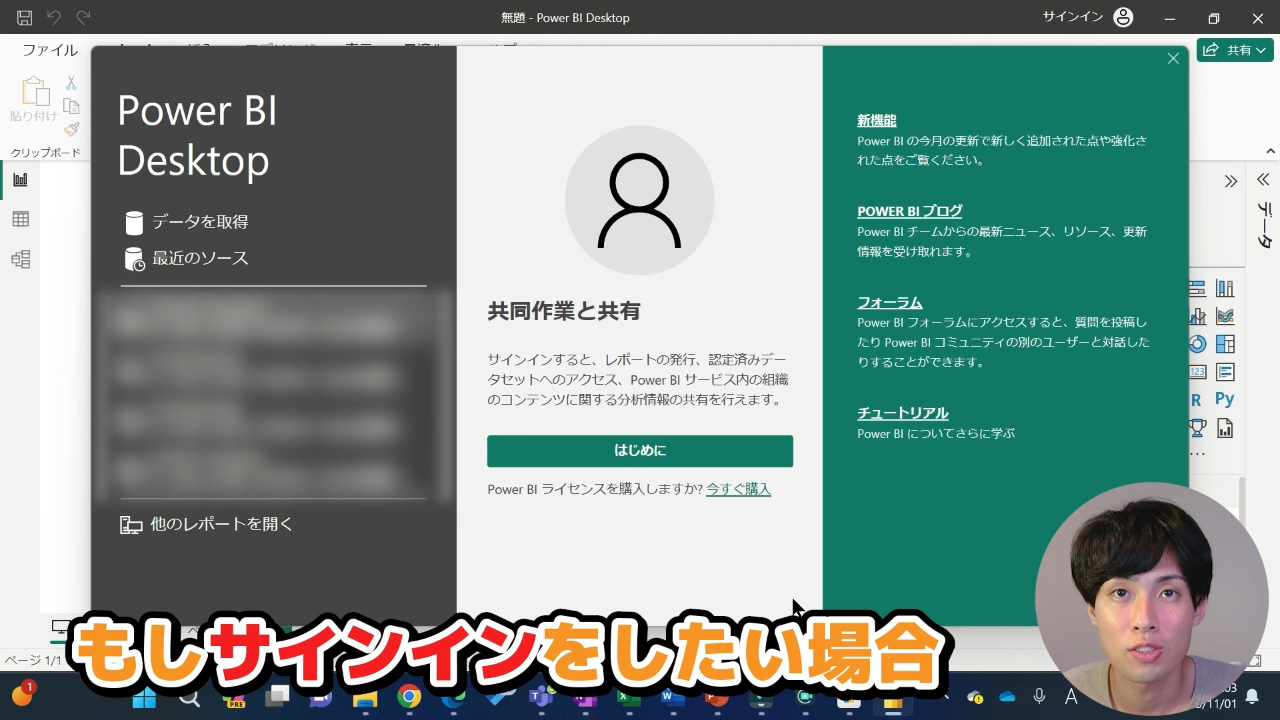 無題 - Power BI Desktop
サインイン
ファイル
共有
貼り付け
クリップボード
Power BI
Desktop
データを取得
最近のソース
他のレポートを開く
共同作業と共有
サインインすると、レポートの発行、認定済みデー
タセットへのアクセス、Power BI サービス内の組織
のコンテンツに関する分析情報の共有を行えます。
はじめに
Power BI ライセンスを購入しますか? 今すぐ購入
新機能
Power BI の今月の更新で新しく追加された点や強化さ
れた点をご覧ください。
POWER BI ブログ
Power BI チームからの最新ニュース、リソース、更新
情報を受け取れます。
フォーラム
Power BI フォーラムにアクセスすると、質問を投稿し
たり Power BI コミュニティの別のユーザーと対話した
りすることができます。
チュートリアル
Power BI についてさらに学ぶ
データ
123
R
Py
もしサインインをしたい場合
ページ 1/1
1
PRE
A
/11/01